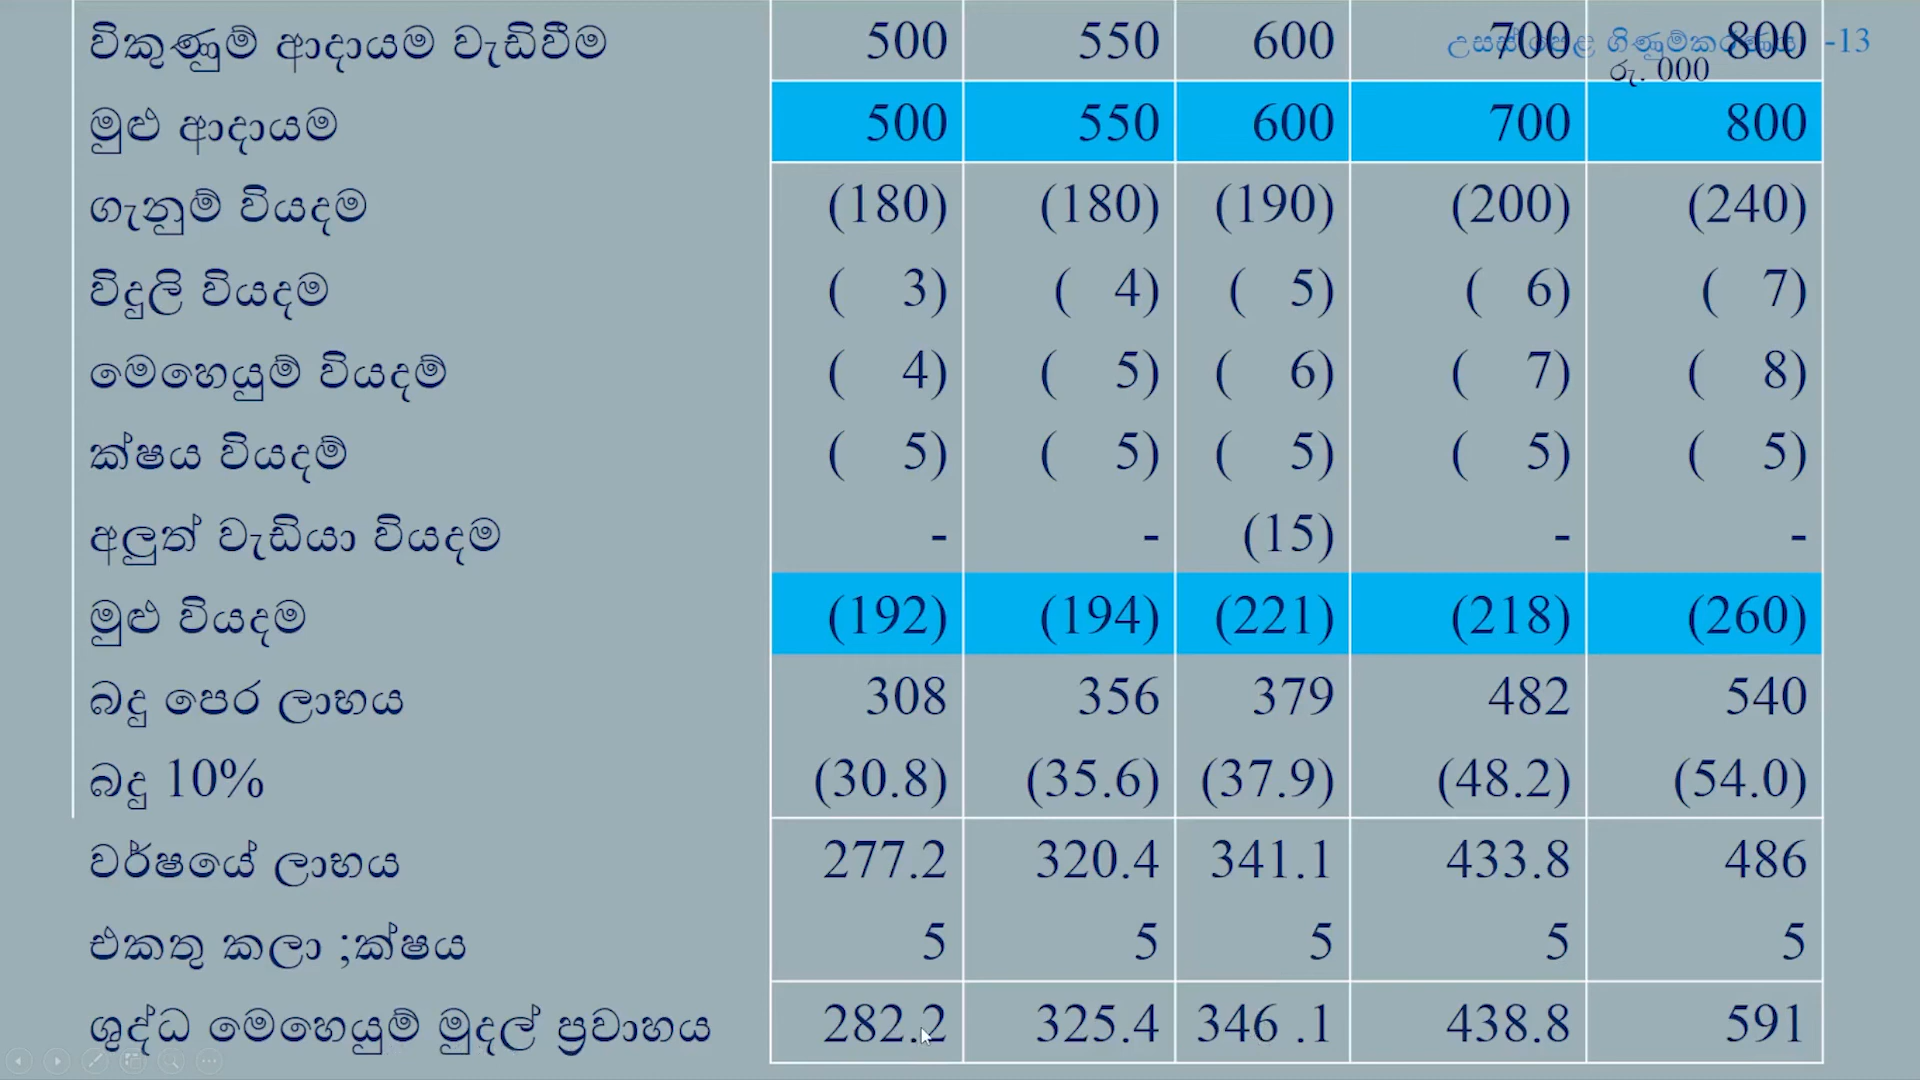 උසස් පෙළ ගිණුම්කරණය -13
රු. 000
විකුණුම් ආදායම වැඩිවීම 500 550 600 700 800
මුළු ආදායම 500 550 600 700 800
ගැනුම් වියදම (180) (180) (190) (200) (240)
විදුලි වියදම ( 3) ( 4) ( 5) ( 6) ( 7)
මෙහෙයුම් වියදම් ( 4) ( 5) ( 6) ( 7) ( 8)
ක්ෂය වියදම් ( 5) ( 5) ( 5) ( 5) ( 5)
අලුත් වැඩියා වියදම - - (15) - -
මුළු වියදම (192) (194) (221) (218) (260)
බදු පෙර ලාභය 308 356 379 482 540
බදු 10% (30.8) (35.6) (37.9) (48.2) (54.0)
වර්ෂයේ ලාභය 277.2 320.4 341.1 433.8 486
එකතු කලා ;ක්ෂය 5 5 5 5 5
ශුද්ධ මෙහෙයුම් මුදල් ප්‍රවාහය 282.2 325.4 346 .1 438.8 591